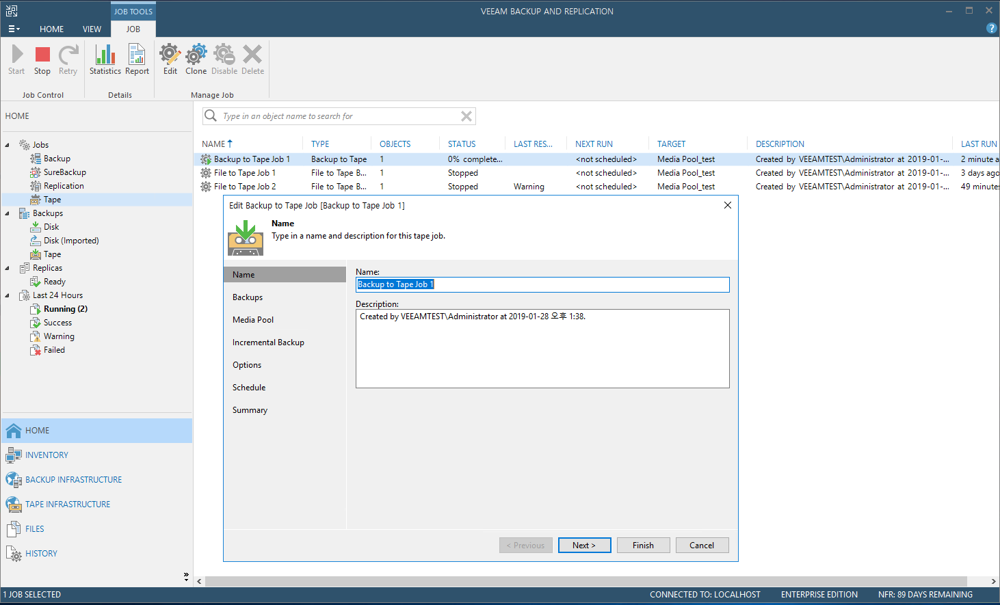 JOB TOOLS
VEEAM BACKUP AND REPLICATION
HOME VIEW JOB
?
Start Stop Retry Statistics Report Edit Clone Disable Delete
Job Control Details Manage Job
HOME
Type in an object name to search for
Jobs
Backup
SureBackup
Replication
Tape
Backups
Disk
Disk (Imported)
Tape
Replicas
Ready
Last 24 Hours
Running (2)
Success
Warning
Failed
HOME
INVENTORY
BACKUP INFRASTRUCTURE
TAPE INFRASTRUCTURE
FILES
HISTORY
NAME TYPE OBJECTS STATUS LAST RES... NEXT RUN TARGET DESCRIPTION LAST RUN
Backup to Tape Job 1 Backup to Tape 1 0% complete... <not scheduled> Media Pool_test Created by VEEAMTEST\Administrator at 2019-01-... 2 minute a
File to Tape Job 1 File to Tape B... 1 Stopped <not scheduled> Media Pool_test Created by VEEAMTEST\Administrator at 2019-01-... 3 days ago
File to Tape Job 2 File to Tape B... 1 Stopped Warning <not scheduled> Media Pool_test Created by VEEAMTEST\Administrator at 2019-01-... 49 minutes
Edit Backup to Tape Job [Backup to Tape Job 1]
Name
Type in a name and description for this tape job.
Name
Backups
Media Pool
Incremental Backup
Options
Schedule
Summary
Name:
Backup to Tape Job 1
Description:
Created by VEEAMTEST\Administrator at 2019-01-28 오후 1:38.
< Previous Next > Finish Cancel
1 JOB SELECTED CONNECTED TO: LOCALHOST ENTERPRISE EDITION NFR: 89 DAYS REMAINING